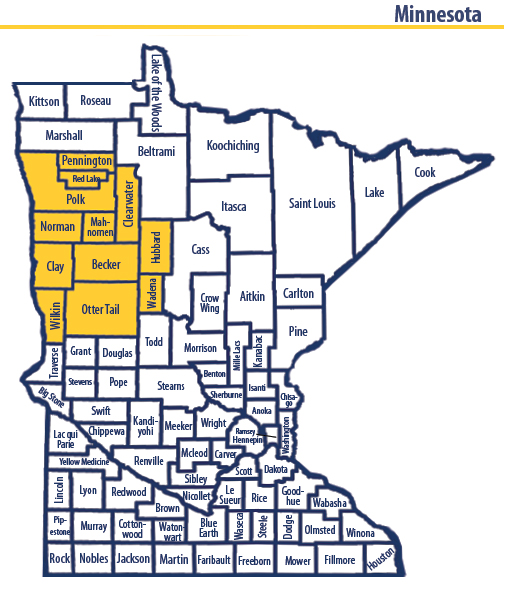 Minnesota
Kittson
Roseau
Lake of the Woods
Marshall
Beltrami
Koochiching
Pennington
Red Lake
Polk
Clearwater
Itasca
Saint Louis
Lake
Cook
Norman
Mah-
nomen
Hubbard
Cass
Clay
Becker
Wadena
Crow
Wing
Aitkin
Carlton
Wilkin
Otter Tail
Pine
Traverse
Grant
Douglas
Todd
Morrison
Mille Lacs
Kanabac
Big Stone
Stevens
Pope
Stearns
Benton
Sherburne
Isanti
Chisa-
go
Swift
Anoka
Kandi-
yohi
Meeker
Wright
Ramsey
Hennepin
Washington
Lac qui
Parie
Chippewa
Mcleod
Carver
Yellow Medicine
Renville
Scott
Dakota
Sibley
Lincoln
Lyon
Redwood
Nicollet
Le
Sueur
Rice
Good-
hue
Wabasha
Brown
Pip-
estone
Murray
Cotton-
wood
Waton-
wart
Blue
Earth
Waseca
Steele
Dodge
Olmsted
Winona
Rock
Nobles
Jackson
Martin
Faribault
Freeborn
Mower
Fillmore
Houston